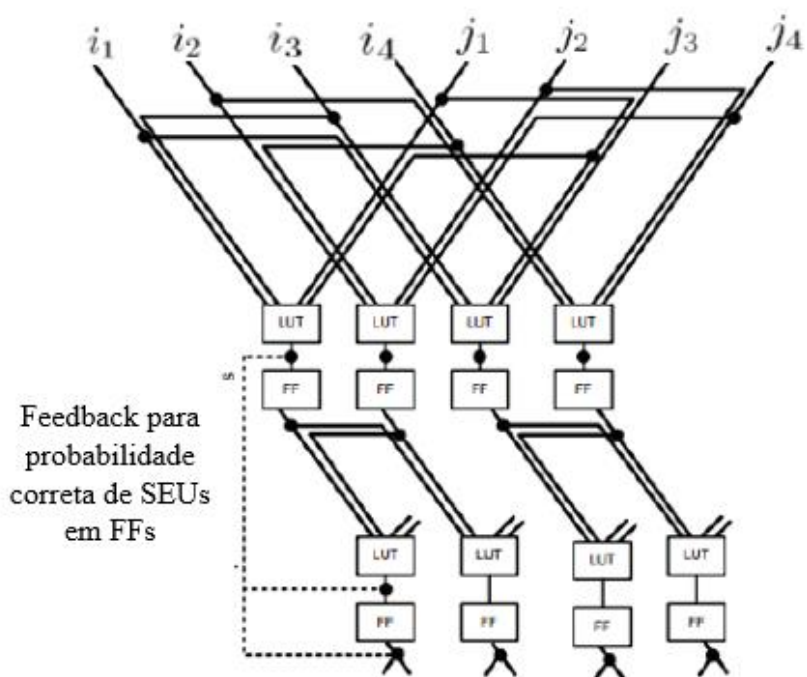 i1 i2 i3 i4 j1 j2 j3 j4
LUT LUT LUT LUT
s
FF FF FF FF
Feedback para
probabilidade
correta de SEUs
em FFs
LUT LUT LUT LUT
FF FF FF FF